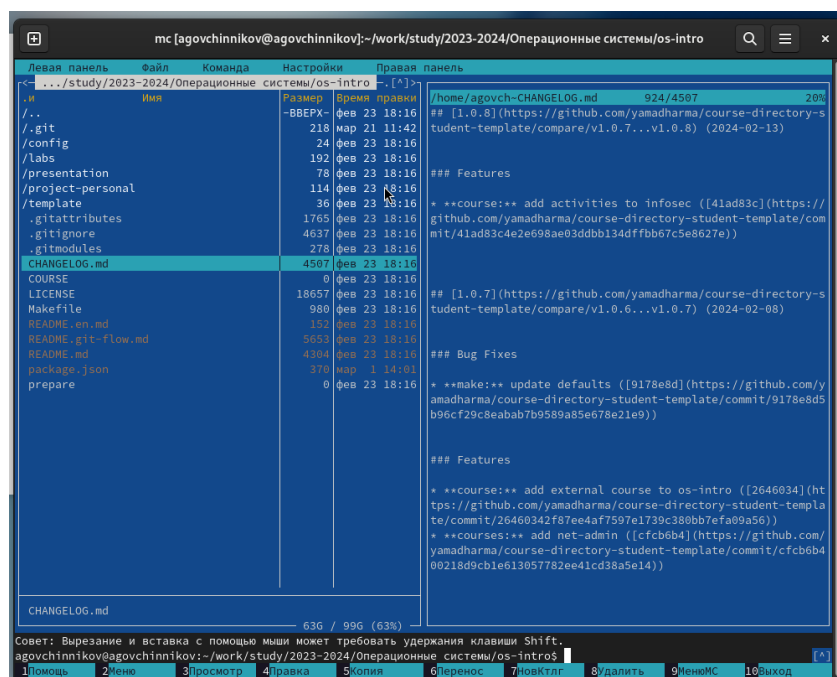 mc [agovchinnikov@agovchinnikov]:~/work/study/2023-2024/Операционные системы/os-intro
Левая панель Файл Команда Настройки Правая панель
<— .../study/2023-2024/Операционные системы/os-intro —.[^]>
.и Имя Размер Время правки
/.. -ВВЕРХ- фев 23 18:16
/.git 218 мар 21 11:42
/config 24 фев 23 18:16
/labs 192 фев 23 18:16
/presentation 78 фев 23 18:16
/project-personal 114 фев 23 18:16
/template 36 фев 23 18:16
.gitattributes 1765 фев 23 18:16
.gitignore 4637 фев 23 18:16
.gitmodules 278 фев 23 18:16
CHANGELOG.md 4507 фев 23 18:16
COURSE 0 фев 23 18:16
LICENSE 18657 фев 23 18:16
Makefile 980 фев 23 18:16
README.en.md 152 фев 23 18:16
README.git-flow.md 5653 фев 23 18:16
README.md 4304 фев 23 18:16
package.json 370 мар 1 14:01
prepare 0 фев 23 18:16
CHANGELOG.md
63G / 99G (63%)
/home/agovch~CHANGELOG.md 924/4507 20%
## [1.0.8](https://github.com/yamadharma/course-directory-s
tudent-template/compare/v1.0.7...v1.0.8) (2024-02-13)
### Features
* **course:** add activities to infosec ([41ad83c](https://
github.com/yamadharma/course-directory-student-template/com
mit/41ad83c4e2e698ae03ddbb134dffbb67c5e8627e))
## [1.0.7](https://github.com/yamadharma/course-directory-s
tudent-template/compare/v1.0.6...v1.0.7) (2024-02-08)
### Bug Fixes
* **make:** update defaults ([9178e8d](https://github.com/y
amadharma/course-directory-student-template/commit/9178e8d5
b96cf29c8eabab7b9589a85e678e21e9))
### Features
* **course:** add external course to os-intro ([2646034](ht
tps://github.com/yamadharma/course-directory-student-templa
te/commit/26460342f87ee4af7597e1739c380bb7efa09a56))
* **courses:** add net-admin ([cfcb6b4](https://github.com/
yamadharma/course-directory-student-template/commit/cfcb6b4
00218d9cb1e613057782ee41cd38a5e14))
Совет: Вырезание и вставка с помощью мыши может требовать удержания клавиши Shift.
agovchinnikov@agovchinnikov:~/work/study/2023-2024/Операционные системы/os-intro$ [^]
1Помощь 2Меню 3Просмотр 4Правка 5Копия 6Перенос 7НовКтлг 8Удалить 9МенюМС 10Выход